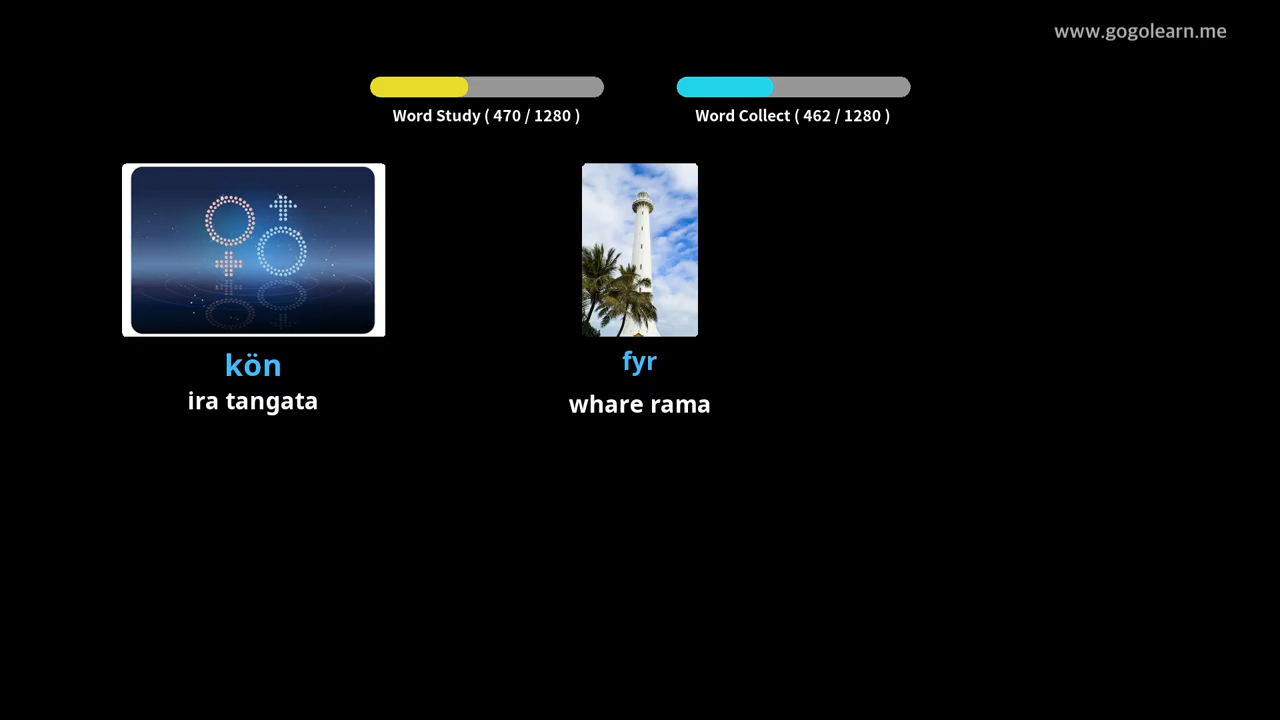 www.gogolearn.me
Word Study ( 470 / 1280 )
Word Collect ( 462 / 1280 )
kön
ira tangata
fyr
whare rama